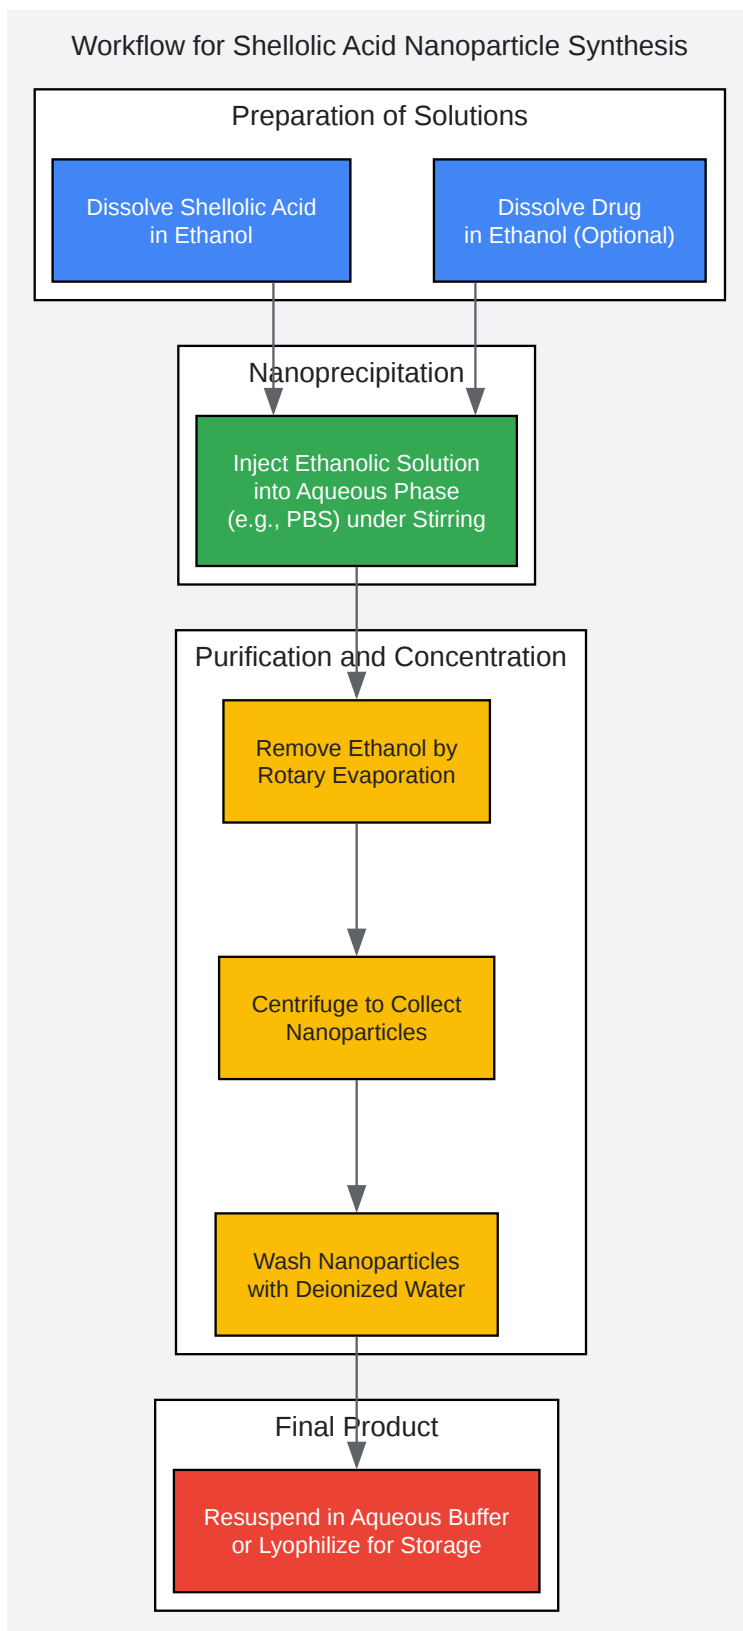 Workflow for Shellolic Acid Nanoparticle Synthesis
Preparation of Solutions
Dissolve Shellolic Acid
in Ethanol
Dissolve Drug
in Ethanol (Optional)
Nanoprecipitation
Inject Ethanolic Solution
into Aqueous Phase
(e.g., PBS) under Stirring
Purification and Concentration
Remove Ethanol by
Rotary Evaporation
Centrifuge to Collect
Nanoparticles
Wash Nanoparticles
with Deionized Water
Final Product
Resuspend in Aqueous Buffer
or Lyophilize for Storage